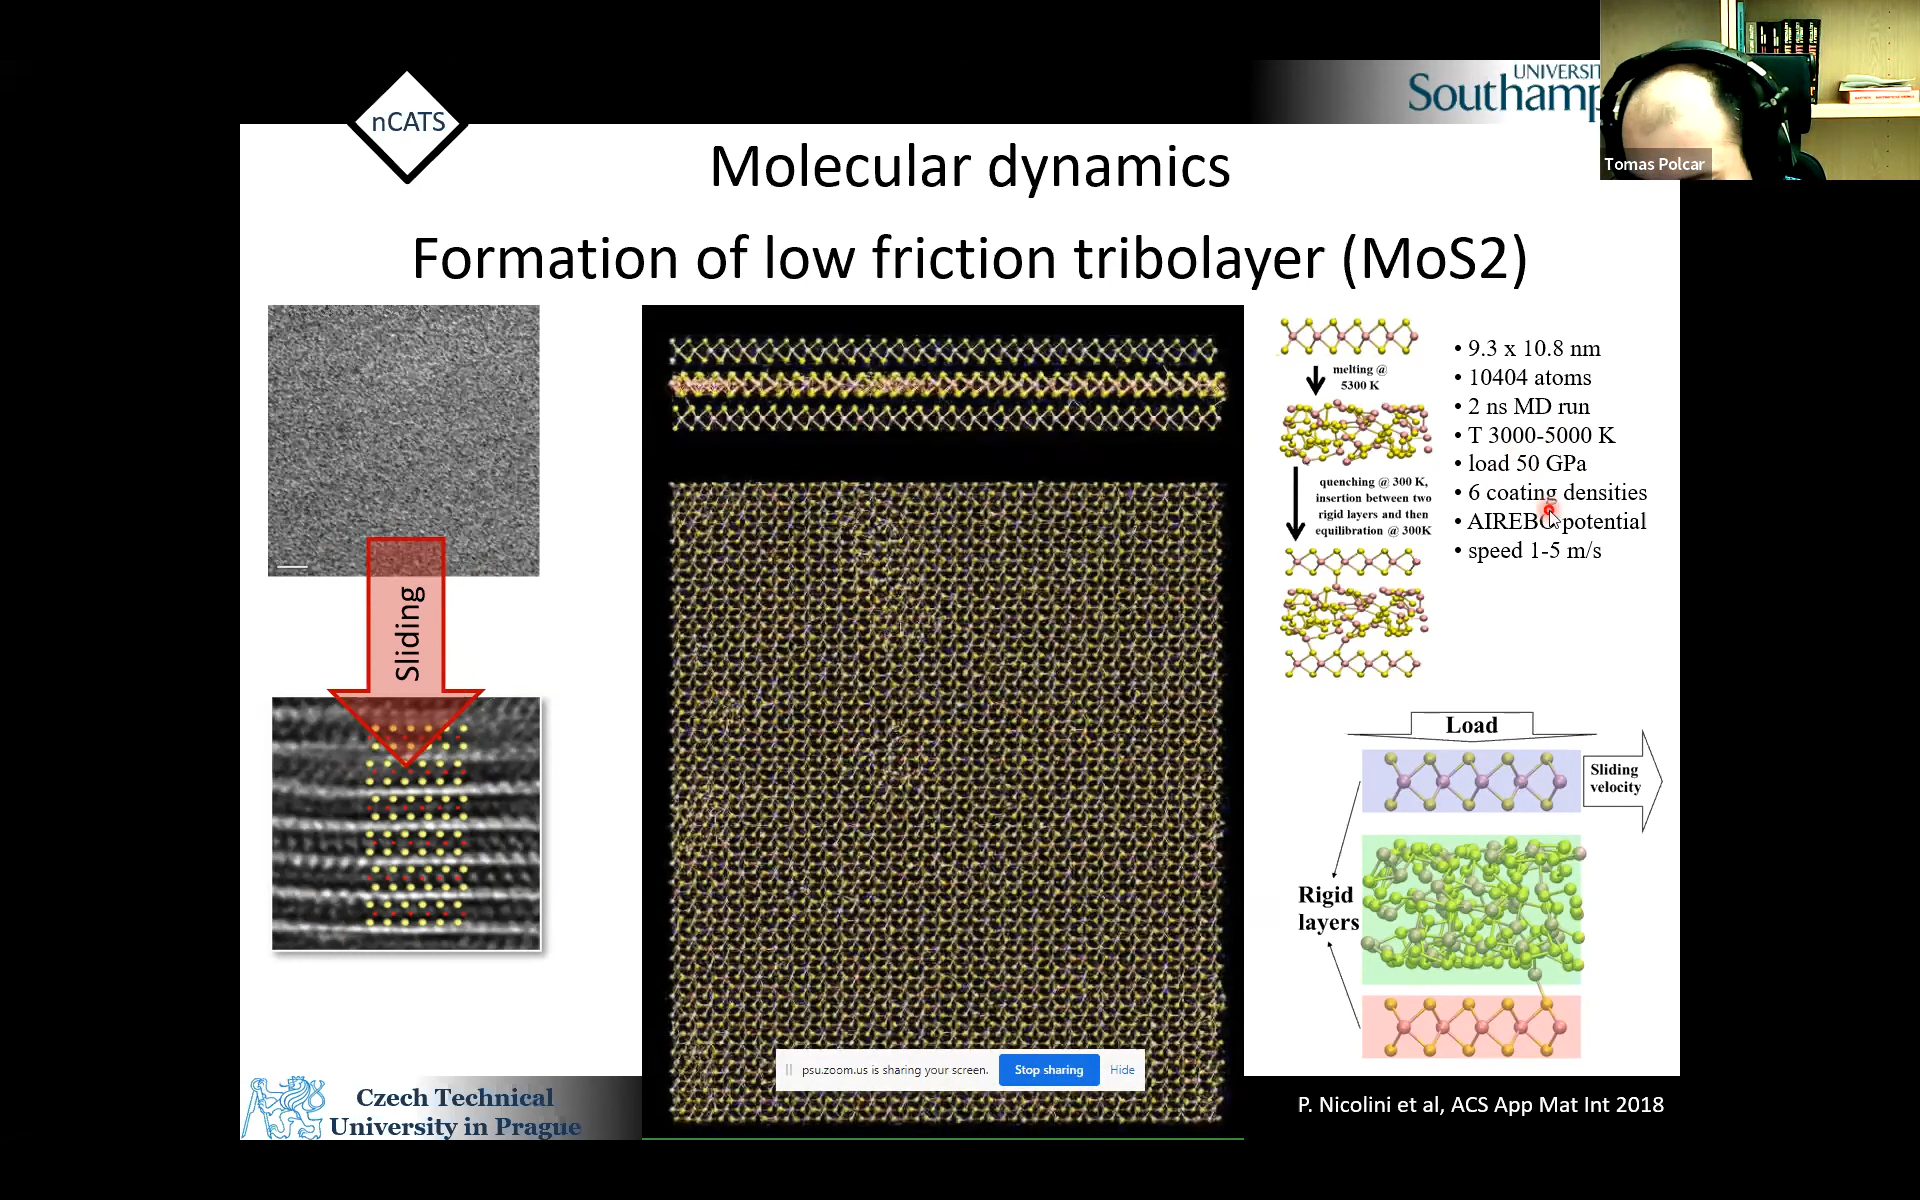 nCATS
UNIVERSIT
Southamp
Tomas Polcar
Molecular dynamics
Formation of low friction tribolayer (MoS2)
Sliding
melting @
5300 K
quenching @ 300 K,
insertion between two
rigid layers and then
equilibration @ 300K
• 9.3 x 10.8 nm
• 10404 atoms
• 2 ns MD run
• T 3000-5000 K
• load 50 GPa
• 6 coating densities
• AIREBO potential
• speed 1-5 m/s
Load
Sliding
velocity
Rigid
layers
psu.zoom.us is sharing your screen.
Stop sharing
Hide
Czech Technical
University in Prague
P. Nicolini et al, ACS App Mat Int 2018